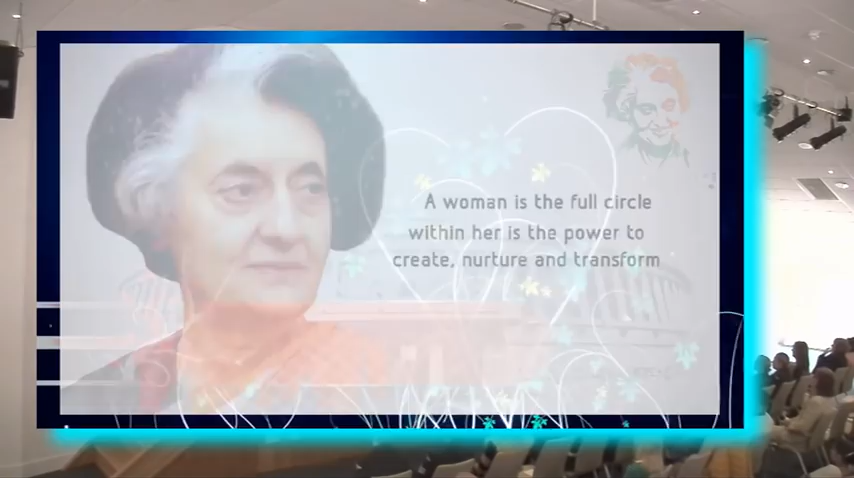 A woman is the full circle
within her is the power to
create, nurture and transform